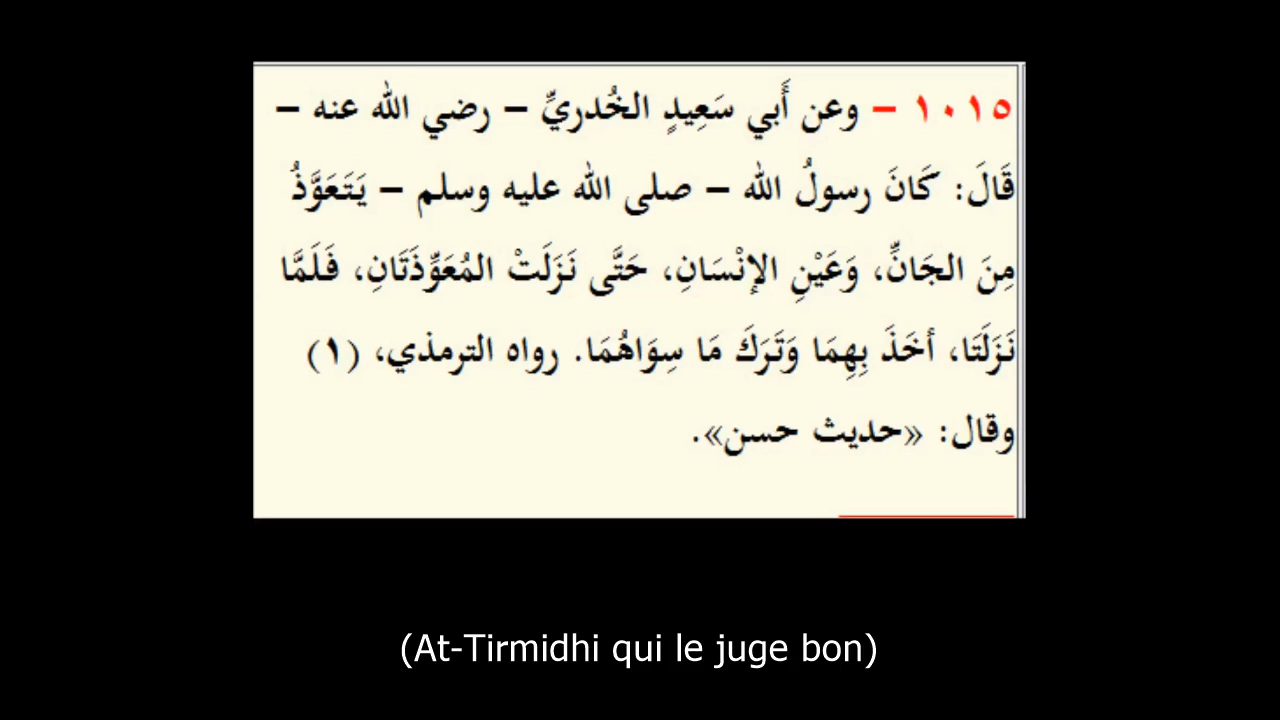 ١٠١٥ – وعن أَبي سَعِيدٍ الخُدريِّ – رضي الله عنه –
قَالَ: كَانَ رسولُ الله – صلى الله عليه وسلم – يَتَعَوَّذُ
مِنَ الجَانِّ، وَعَيْنِ الإنْسَانِ، حَتَّى نَزَلَتْ المُعَوِّذَتَانِ، فَلَمَّا
نَزَلَتَا، أخَذَ بِهِمَا وَتَرَكَ مَا سِوَاهُمَا. رواه الترمذي، (١)
وقال: «حديث حسن».
(At-Tirmidhi qui le juge bon)